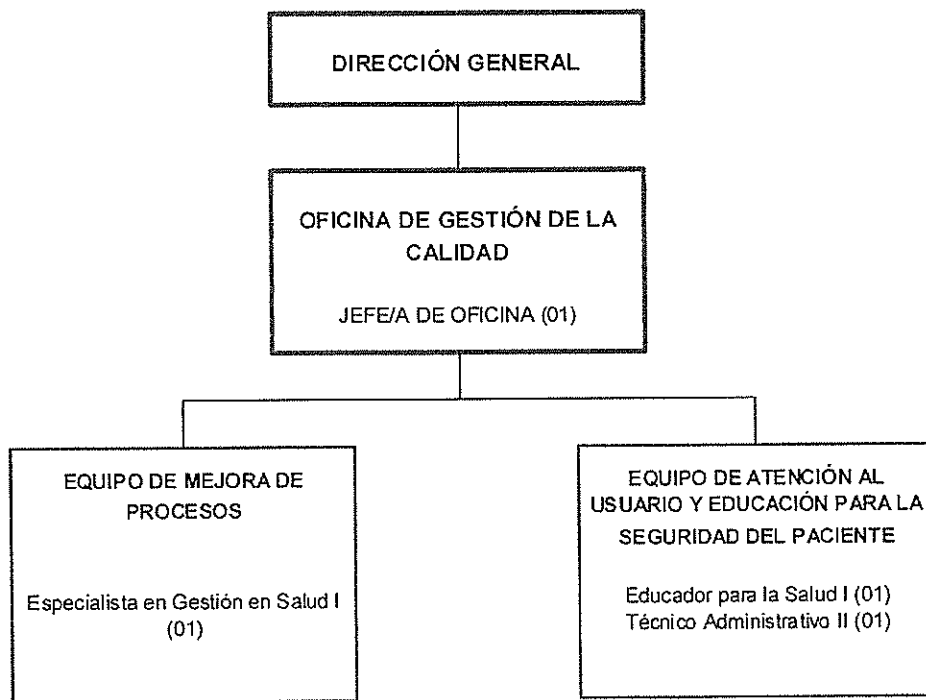 DIRECCIÓN GENERAL
OFICINA DE GESTIÓN DE LA
CALIDAD
JEFE/A DE OFICINA (01)
EQUIPO DE MEJORA DE
PROCESOS
Especialista en Gestión en Salud I
(01)
EQUIPO DE ATENCIÓN AL
USUARIO Y EDUCACIÓN PARA LA
SEGURIDAD DEL PACIENTE
Educador para la Salud I (01)
Técnico Administrativo II (01)